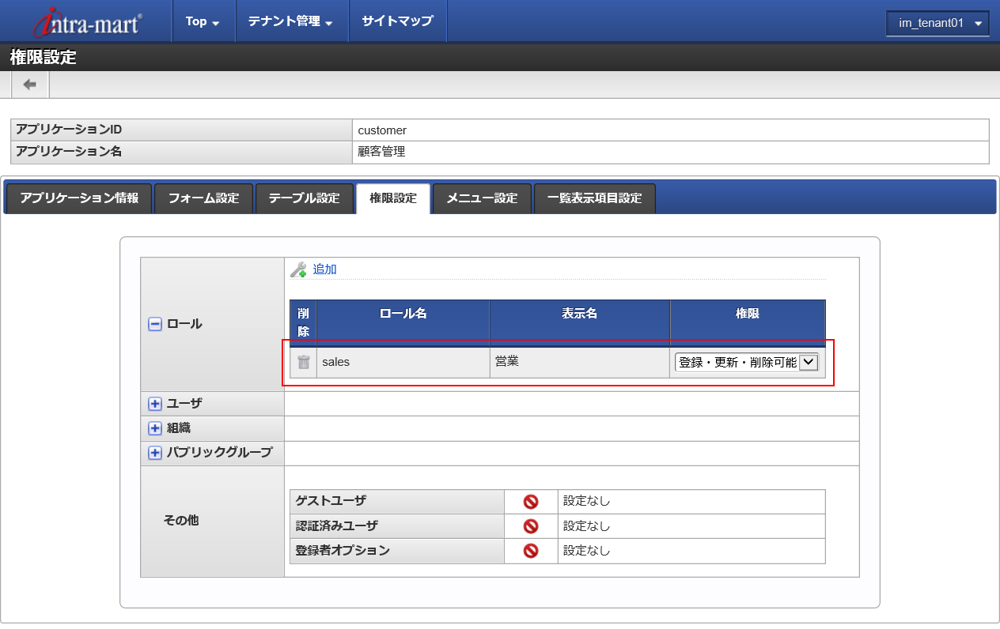 intra-mart
Top テナント管理 サイトマップ im_tenant01
権限設定
アプリケーションID customer
アプリケーション名 顧客管理
アプリケーション情報 フォーム設定 テーブル設定 権限設定 メニュー設定 一覧表示項目設定
ロール
追加
削除 ロール名 表示名 権限
sales 営業 登録・更新・削除可能
ユーザ
組織
パブリックグループ
その他
ゲストユーザ 設定なし
認証済みユーザ 設定なし
登録者オプション 設定なし